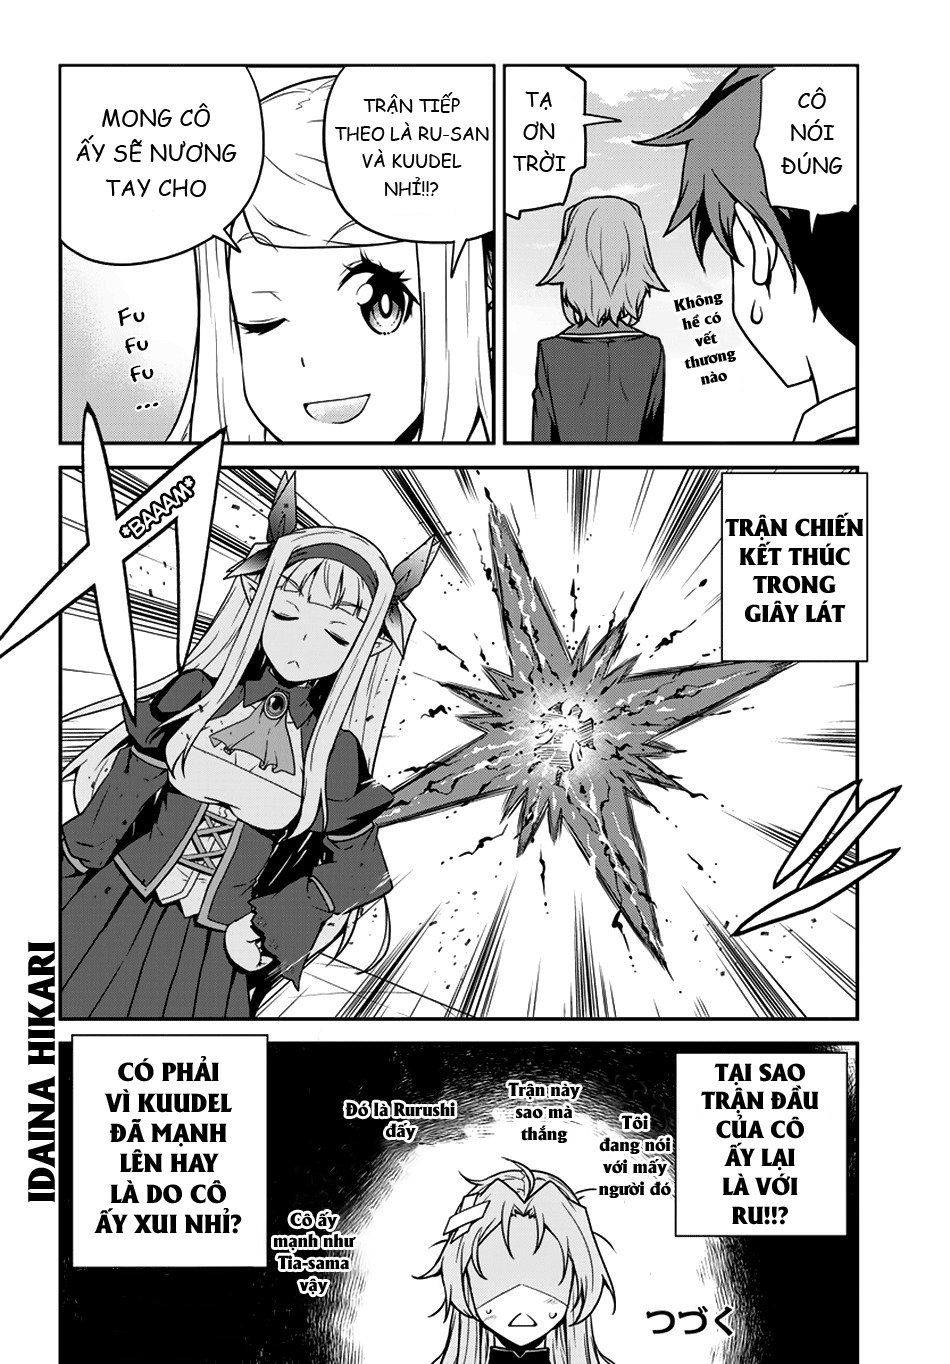 CÔ
NÓI
ĐÚNG
TẠ
ƠN
TRỜI
Không
hề có
vết
thương
nào
TRẬN TIẾP
THEO LÀ RU-SAN
VÀ KUUDEL
NHỈ!!?
MONG CÔ
ẤY SẼ NƯƠNG
TAY CHO
FU
FU
FU
...
TRẬN CHIẾN
KẾT THÚC
TRONG
GIÂY LÁT
*BAAAM*
IDAINA HIKARI
TẠI SAO
TRẬN ĐẦU
CỦA CÔ
ẤY LẠI
LÀ VỚI
RU!!?
Tôi
đang nói
với mấy
người đó
Trận này
sao mà
thắng
Đó là Rurushi
đấy
Cô ấy
mạnh như
Tia-sama
vậy
CÓ PHẢI
VÌ KUUDEL
ĐÃ MẠNH
LÊN HAY
LÀ DO CÔ
ẤY XUI NHỈ?
つづく